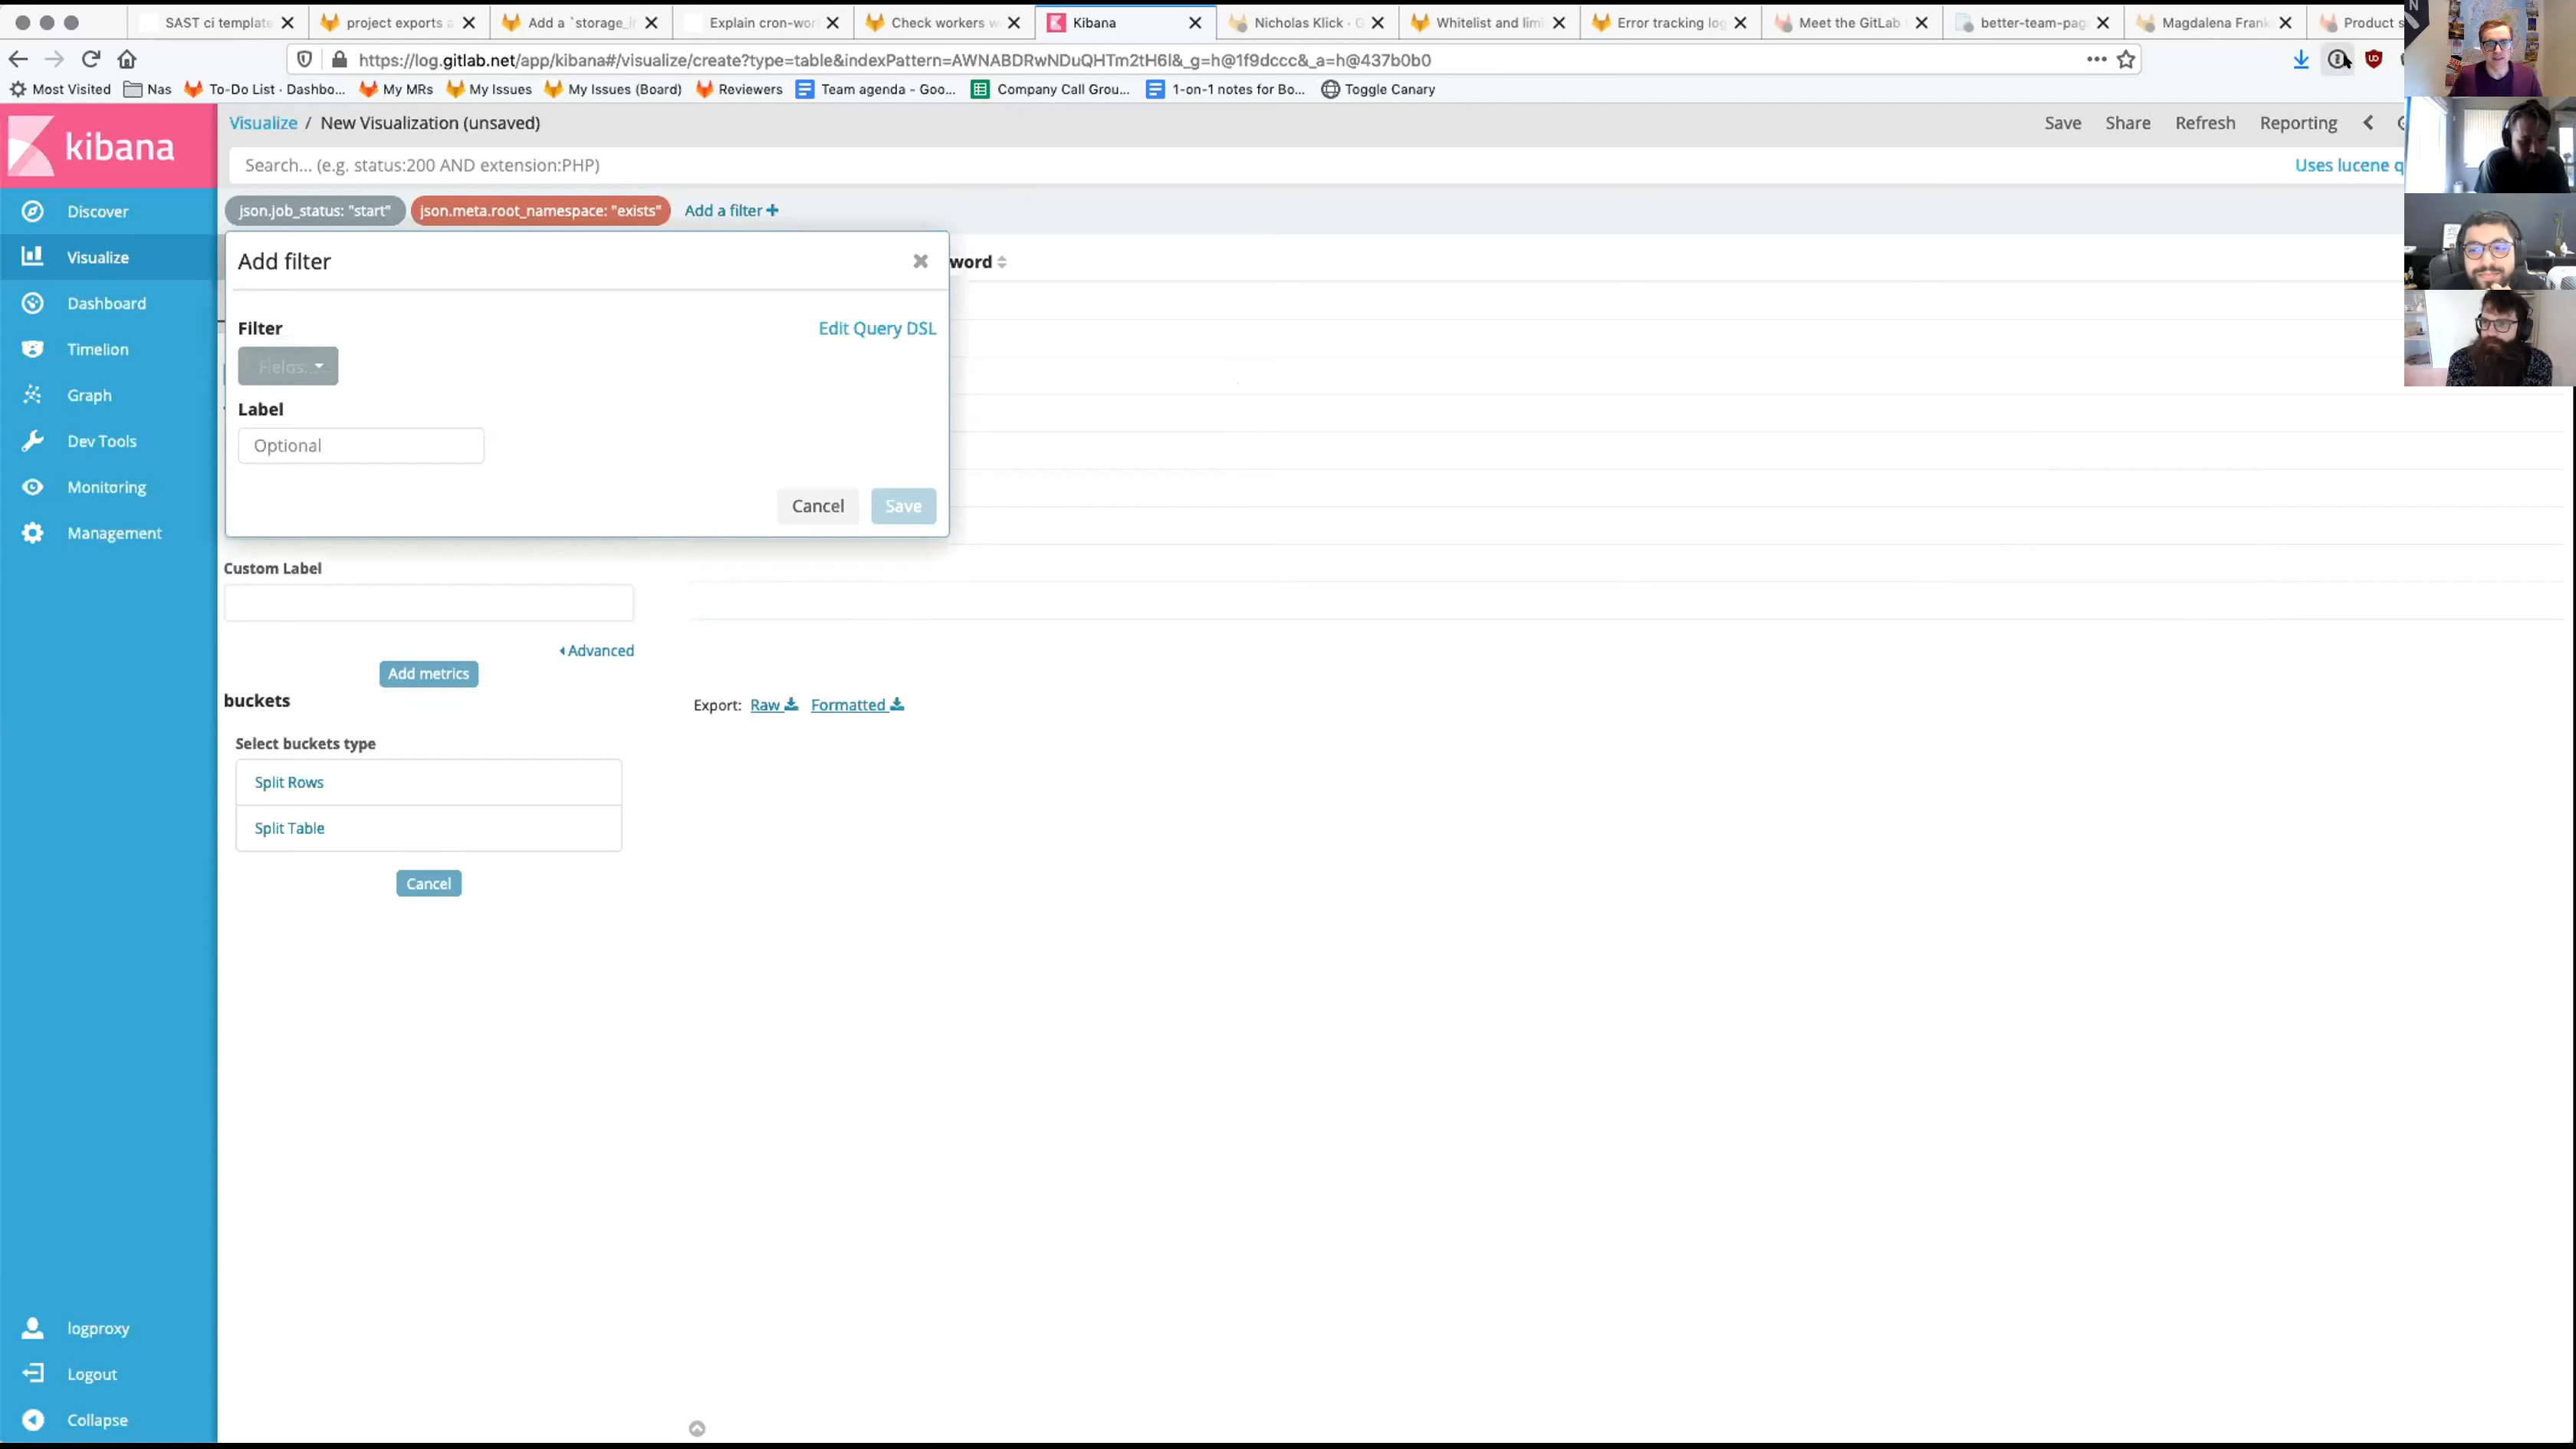 SAST ci template
project exports a
Add a `storage_i
Explain cron-wor
Check workers w
Kibana
Nicholas Klick · G
Whitelist and lim
Error tracking log
Meet the GitLab
better-team-pag
Magdalena Frank
Product s
https://log.gitlab.net/app/kibana#/visualize/create?type=table&indexPattern=AWNABDRwNDuQHTm2tH6l&_g=h@1f9dccc&_a=h@437b0b0
Most Visited Nas To-Do List · Dashbo... My MRs My Issues My Issues (Board) Reviewers Team agenda - Goo... Company Call Grou... 1-on-1 notes for Bo... Toggle Canary
kibana
Visualize / New Visualization (unsaved)
Save Share Refresh Reporting
Search... (e.g. status:200 AND extension:PHP)
Uses lucene q
json.job_status: "start" json.meta.root_namespace: "exists" Add a filter
Discover
Visualize
Dashboard
Timelion
Graph
Dev Tools
Monitoring
Management
Add filter
word
Filter
Edit Query DSL
Fields...
Label
Optional
Cancel Save
Custom Label
Advanced
Add metrics
buckets
Export: Raw Formatted
Select buckets type
Split Rows
Split Table
Cancel
logproxy
Logout
Collapse
N